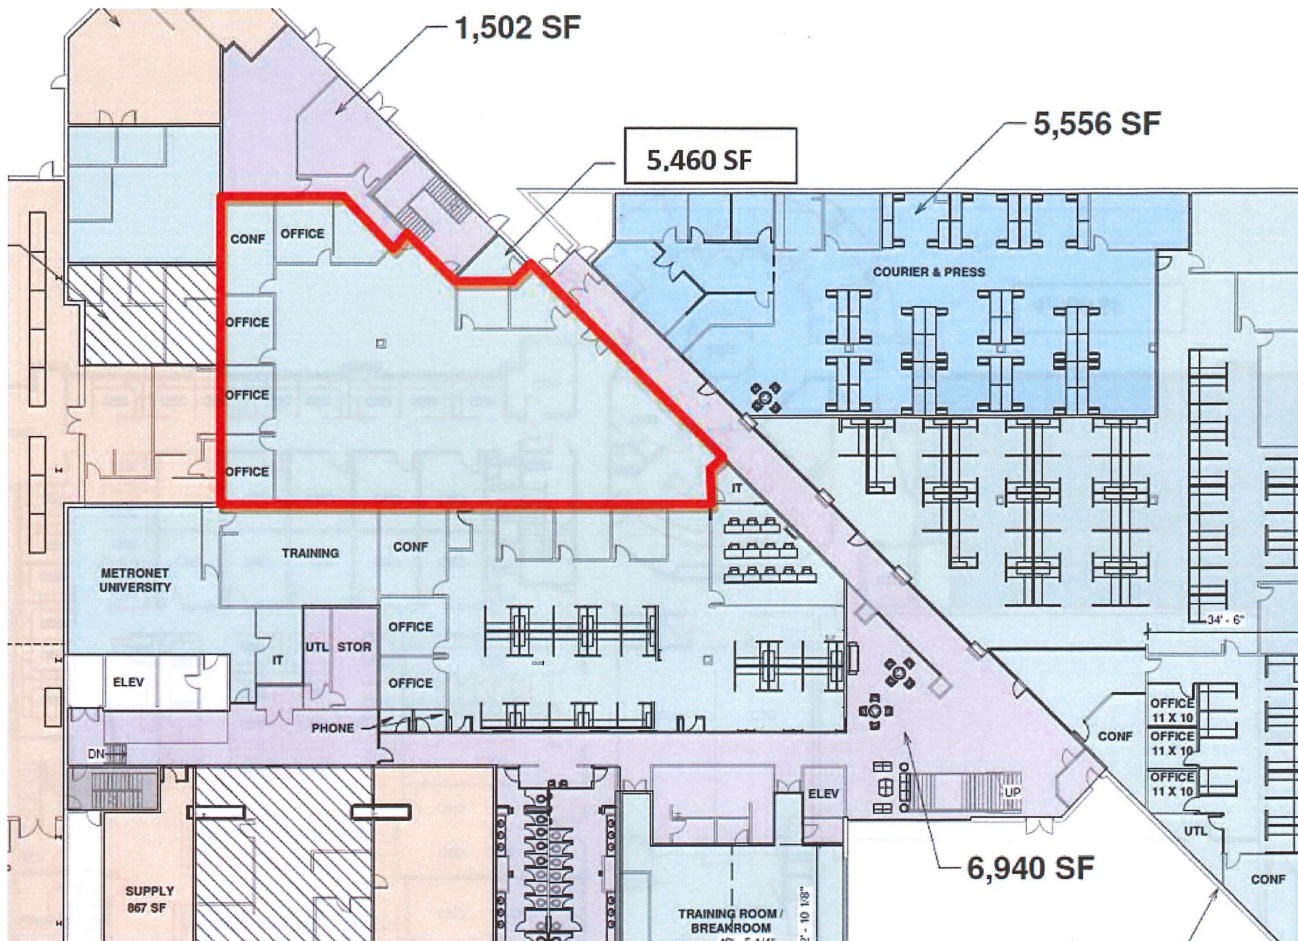 1,502 SF
5,556 SF
5,460 SF
CONF
OFFICE
COURIER & PRESS
OFFICE
OFFICE
OFFICE
IT
TRAINING
CONF
METRONET
UNIVERSITY
34' - 6"
OFFICE
UTL
STOR
IT
ELEV
OFFICE
PHONE
OFFICE
11 X 10
CONF
OFFICE
11 X 10
DN
OFFICE
11 X 10
ELEV
UP
UTL
6,940 SF
CONF
SUPPLY
867 SF
TRAINING ROOM /
BREAKROOM